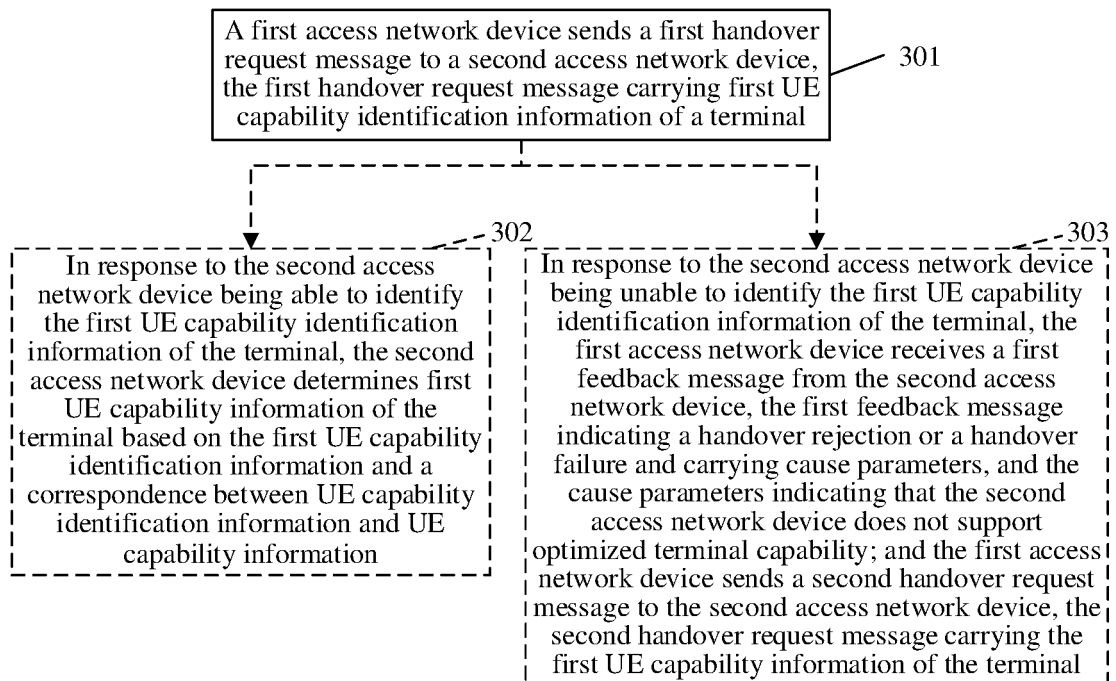 A first access network device sends a first handover
request message to a second access network device,
the first handover request message carrying first UE
capability identification information of a terminal
301
302
In response to the second access
network device being able to identify
the first UE capability identification
information of the terminal, the second
access network device determines first
UE capability information of the
terminal based on the first UE capability
identification information and a
correspondence between UE capability
identification information and UE
capability information
303
In response to the second access network device
being unable to identify the first UE capability
identification information of the terminal, the
first access network device receives a first
feedback message from the second access
network device, the first feedback message
indicating a handover rejection or a handover
failure and carrying cause parameters, and the
cause parameters indicating that the second
access network device does not support
optimized terminal capability; and the first access
network device sends a second handover request
message to the second access network device, the
second handover request message carrying the
first UE capability information of the terminal